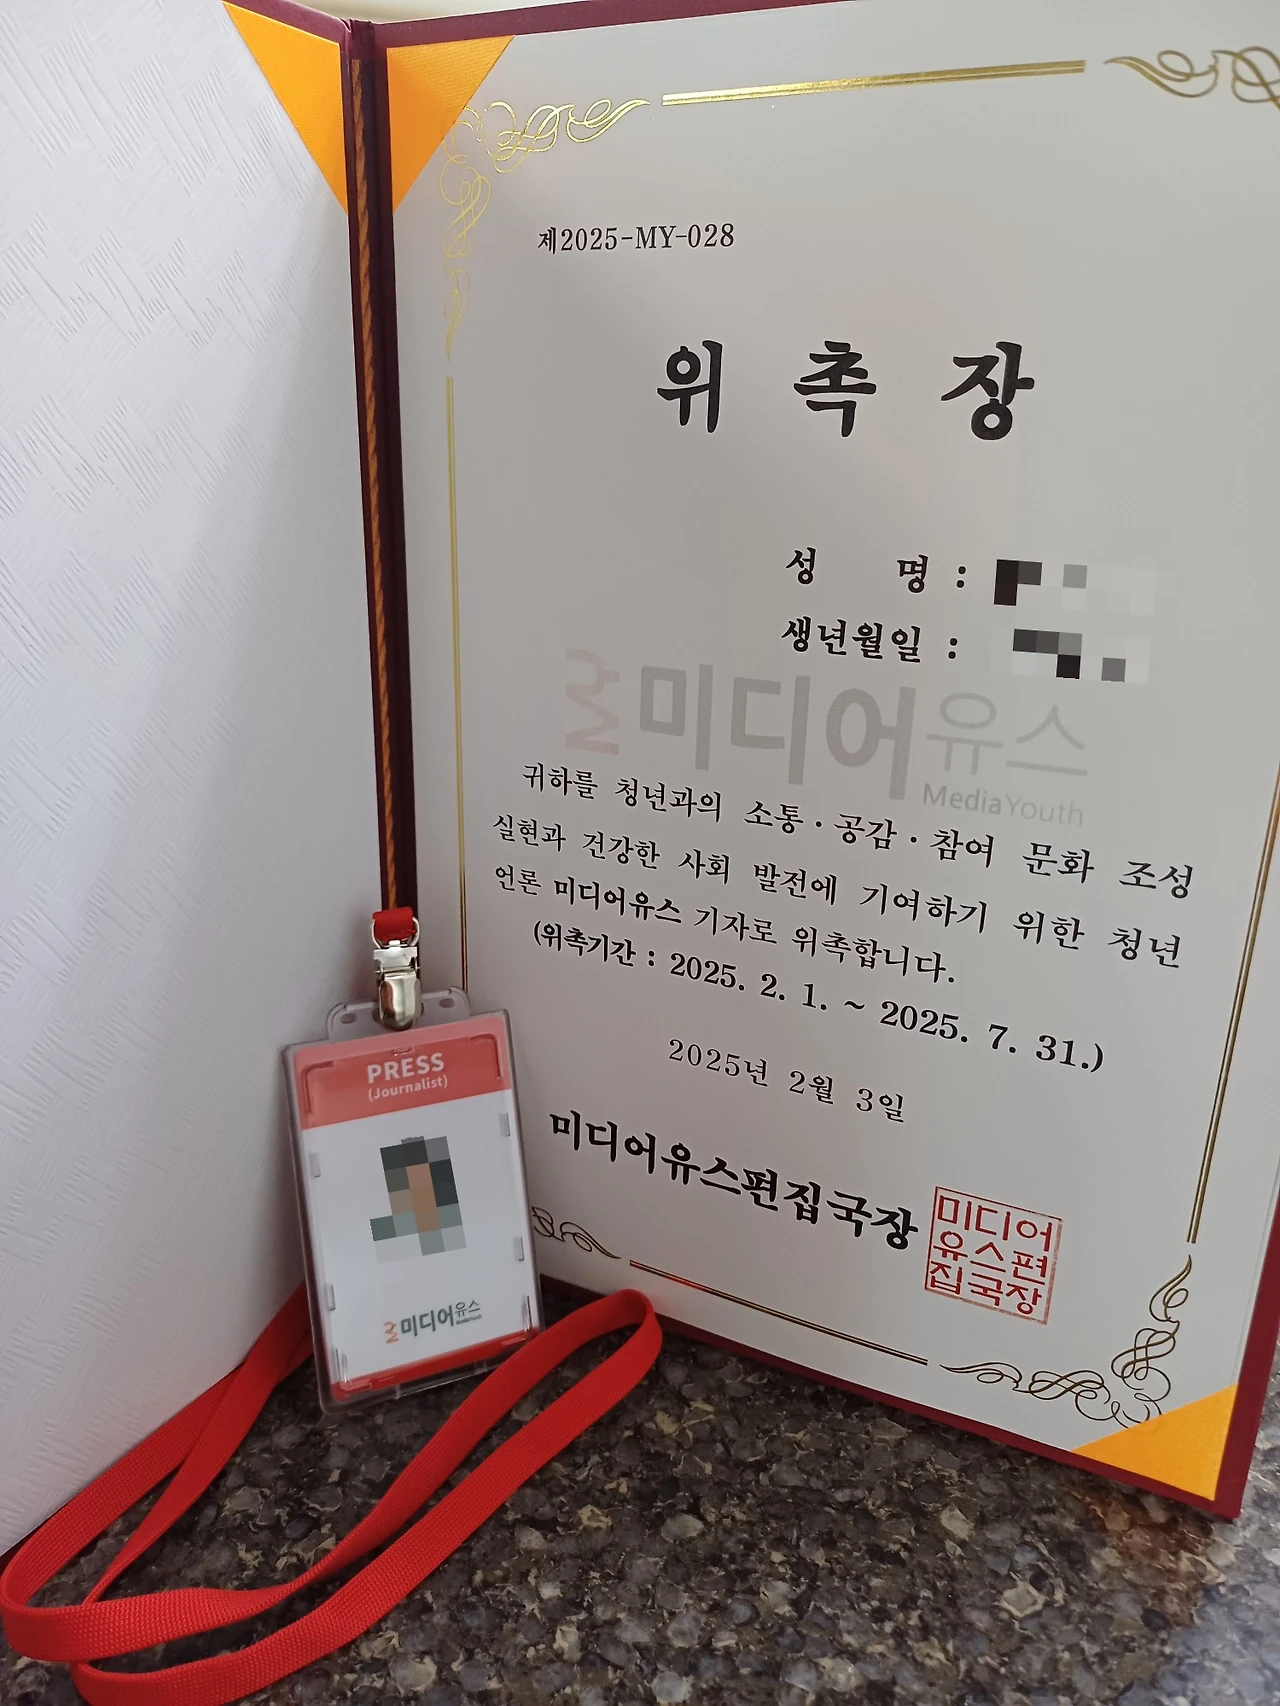 제2025-MY-028
위 촉 장
성 명 :
생년월일 :
미디어유스
MediaYouth
귀하를 청년과의 소통·공감·참여 문화 조성
실현과 건강한 사회 발전에 기여하기 위한 청년
언론 미디어유스 기자로 위촉합니다.
(위촉기간 : 2025. 2. 1. ~ 2025. 7. 31.)
2025년 2월 3일
미디어유스편집국장
미디어
유스편
집국장
PRESS
(Journalist)
미디어유스
MediaYouth